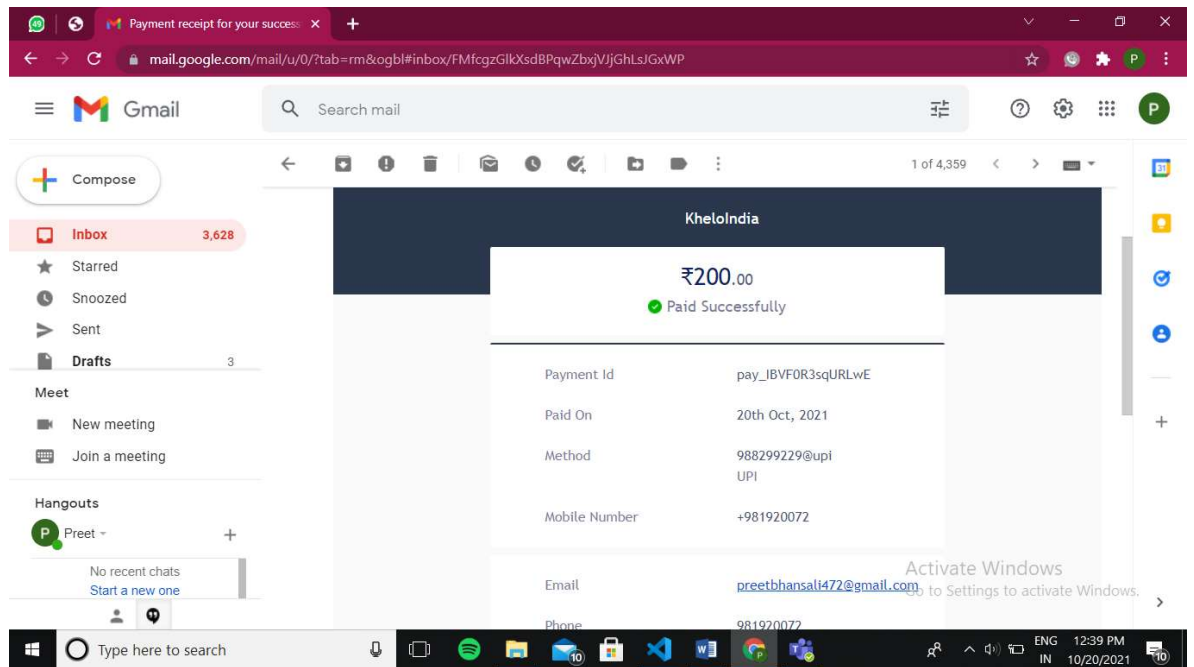 49
Payment receipt for your success
mail.google.com/mail/u/0/?tab=rm&ogbl#inbox/FMfcgzGlkXsdBPqwZbxjVJjGhLsJGxWP
P
Gmail
Search mail
P
Compose
1 of 4,359
31
Inbox 3,628
Starred
Snoozed
Sent
Drafts 3
Meet
New meeting
Join a meeting
Hangouts
P Preet
No recent chats
Start a new one
KheloIndia
₹200.00
Paid Successfully
Payment Id pay_IBVF0R3sqURLwE
Paid On 20th Oct, 2021
Method 988299229@upi
UPI
Mobile Number +981920072
Email preetbhansali472@gmail.com
Phone 981920072
Activate Windows
Go to Settings to activate Windows.
Type here to search
10
ENG 12:39 PM
IN 10/20/2021
10